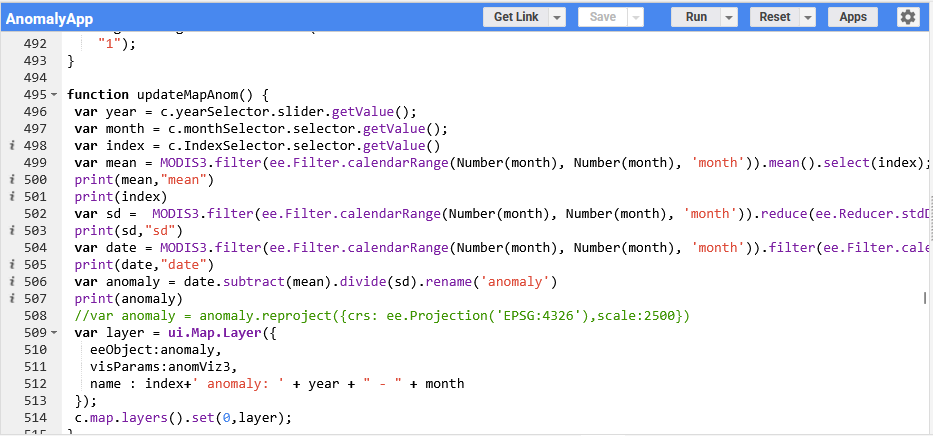 AnomalyApp
Get Link
Save
Run
Reset
Apps
492 "1");
493 }
494
495 function updateMapAnom() {
496 var year = c.yearSelector.slider.getValue();
497 var month = c.monthSelector.selector.getValue();
i 498 var index = c.IndexSelector.selector.getValue()
499 var mean = MODIS3.filter(ee.Filter.calendarRange(Number(month), Number(month), 'month')).mean().select(index);
i 500 print(mean,"mean")
i 501 print(index)
502 var sd = MODIS3.filter(ee.Filter.calendarRange(Number(month), Number(month), 'month')).reduce(ee.Reducer.std
i 503 print(sd,"sd")
504 var date = MODIS3.filter(ee.Filter.calendarRange(Number(month), Number(month), 'month')).filter(ee.Filter.cale
i 505 print(date,"date")
i 506 var anomaly = date.subtract(mean).divide(sd).rename('anomaly')
i 507 print(anomaly)
508 //var anomaly = anomaly.reproject({crs: ee.Projection('EPSG:4326'),scale:2500})
509 var layer = ui.Map.Layer({
510 eeObject:anomaly,
511 visParams:anomViz3,
512 name : index+' anomaly: ' + year + " - " + month
513 });
514 c.map.layers().set(0,layer);